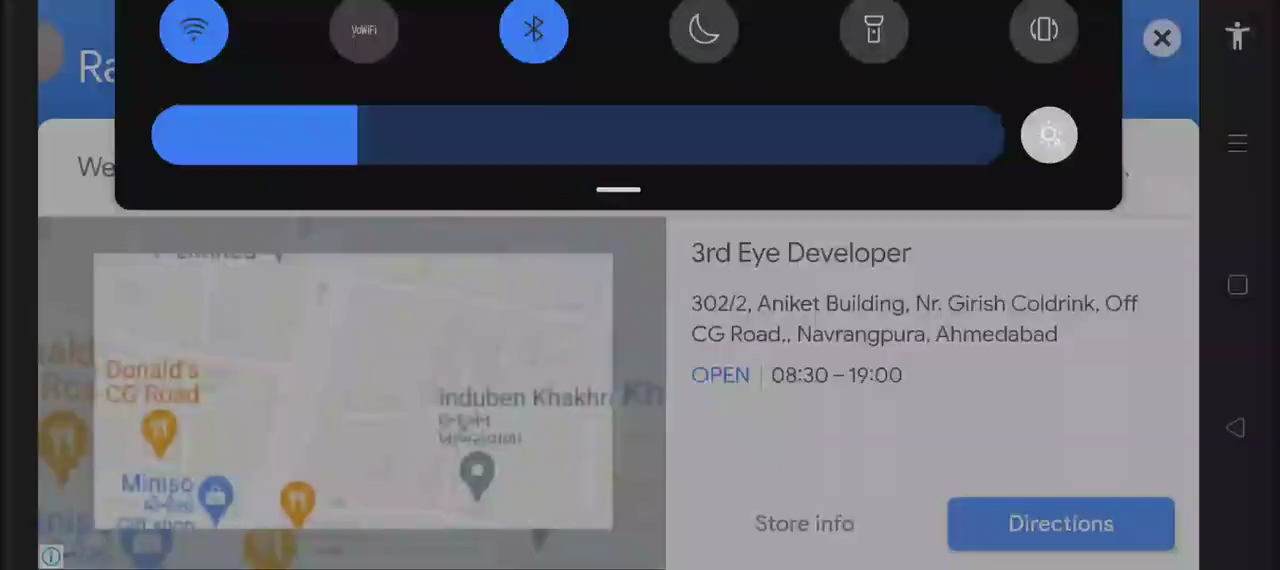 VoWiFi
Ra
We
3rd Eye Developer
302/2, Aniket Building, Nr. Girish Coldrink, Off
CG Road,, Navrangpura, Ahmedabad
OPEN | 08:30 – 19:00
Donald's
CG Road
Induben Khakhr
Miniso
Store info
Directions